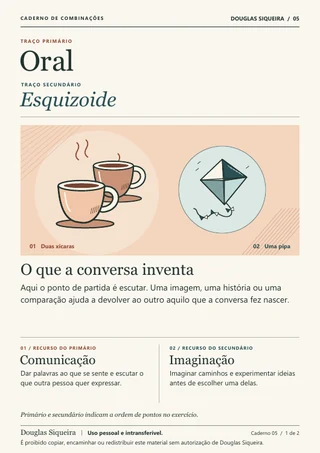 CADERNO DE COMBINAÇÕES
DOUGLAS SIQUEIRA / 05
TRAÇO PRIMÁRIO
Oral
TRAÇO SECUNDÁRIO
Esquizoide
01 Duas xícaras
02 Uma pipa
O que a conversa inventa
Aqui o ponto de partida é escutar. Uma imagem, uma história ou uma
comparação ajuda a devolver ao outro aquilo que a conversa fez nascer.
01 / RECURSO DO PRIMÁRIO
Comunicação
Dar palavras ao que se sente e escutar o
que outra pessoa quer expressar.
02 / RECURSO DO SECUNDÁRIO
Imaginação
Imaginar caminhos e experimentar ideias
antes de escolher uma delas.
Primário e secundário indicam a ordem de pontos no exercício.
Douglas Siqueira | Uso pessoal e intransferível.
Caderno 05 / 1 de 2
É proibido copiar, encaminhar ou redistribuir este material sem autorização de Douglas Siqueira.